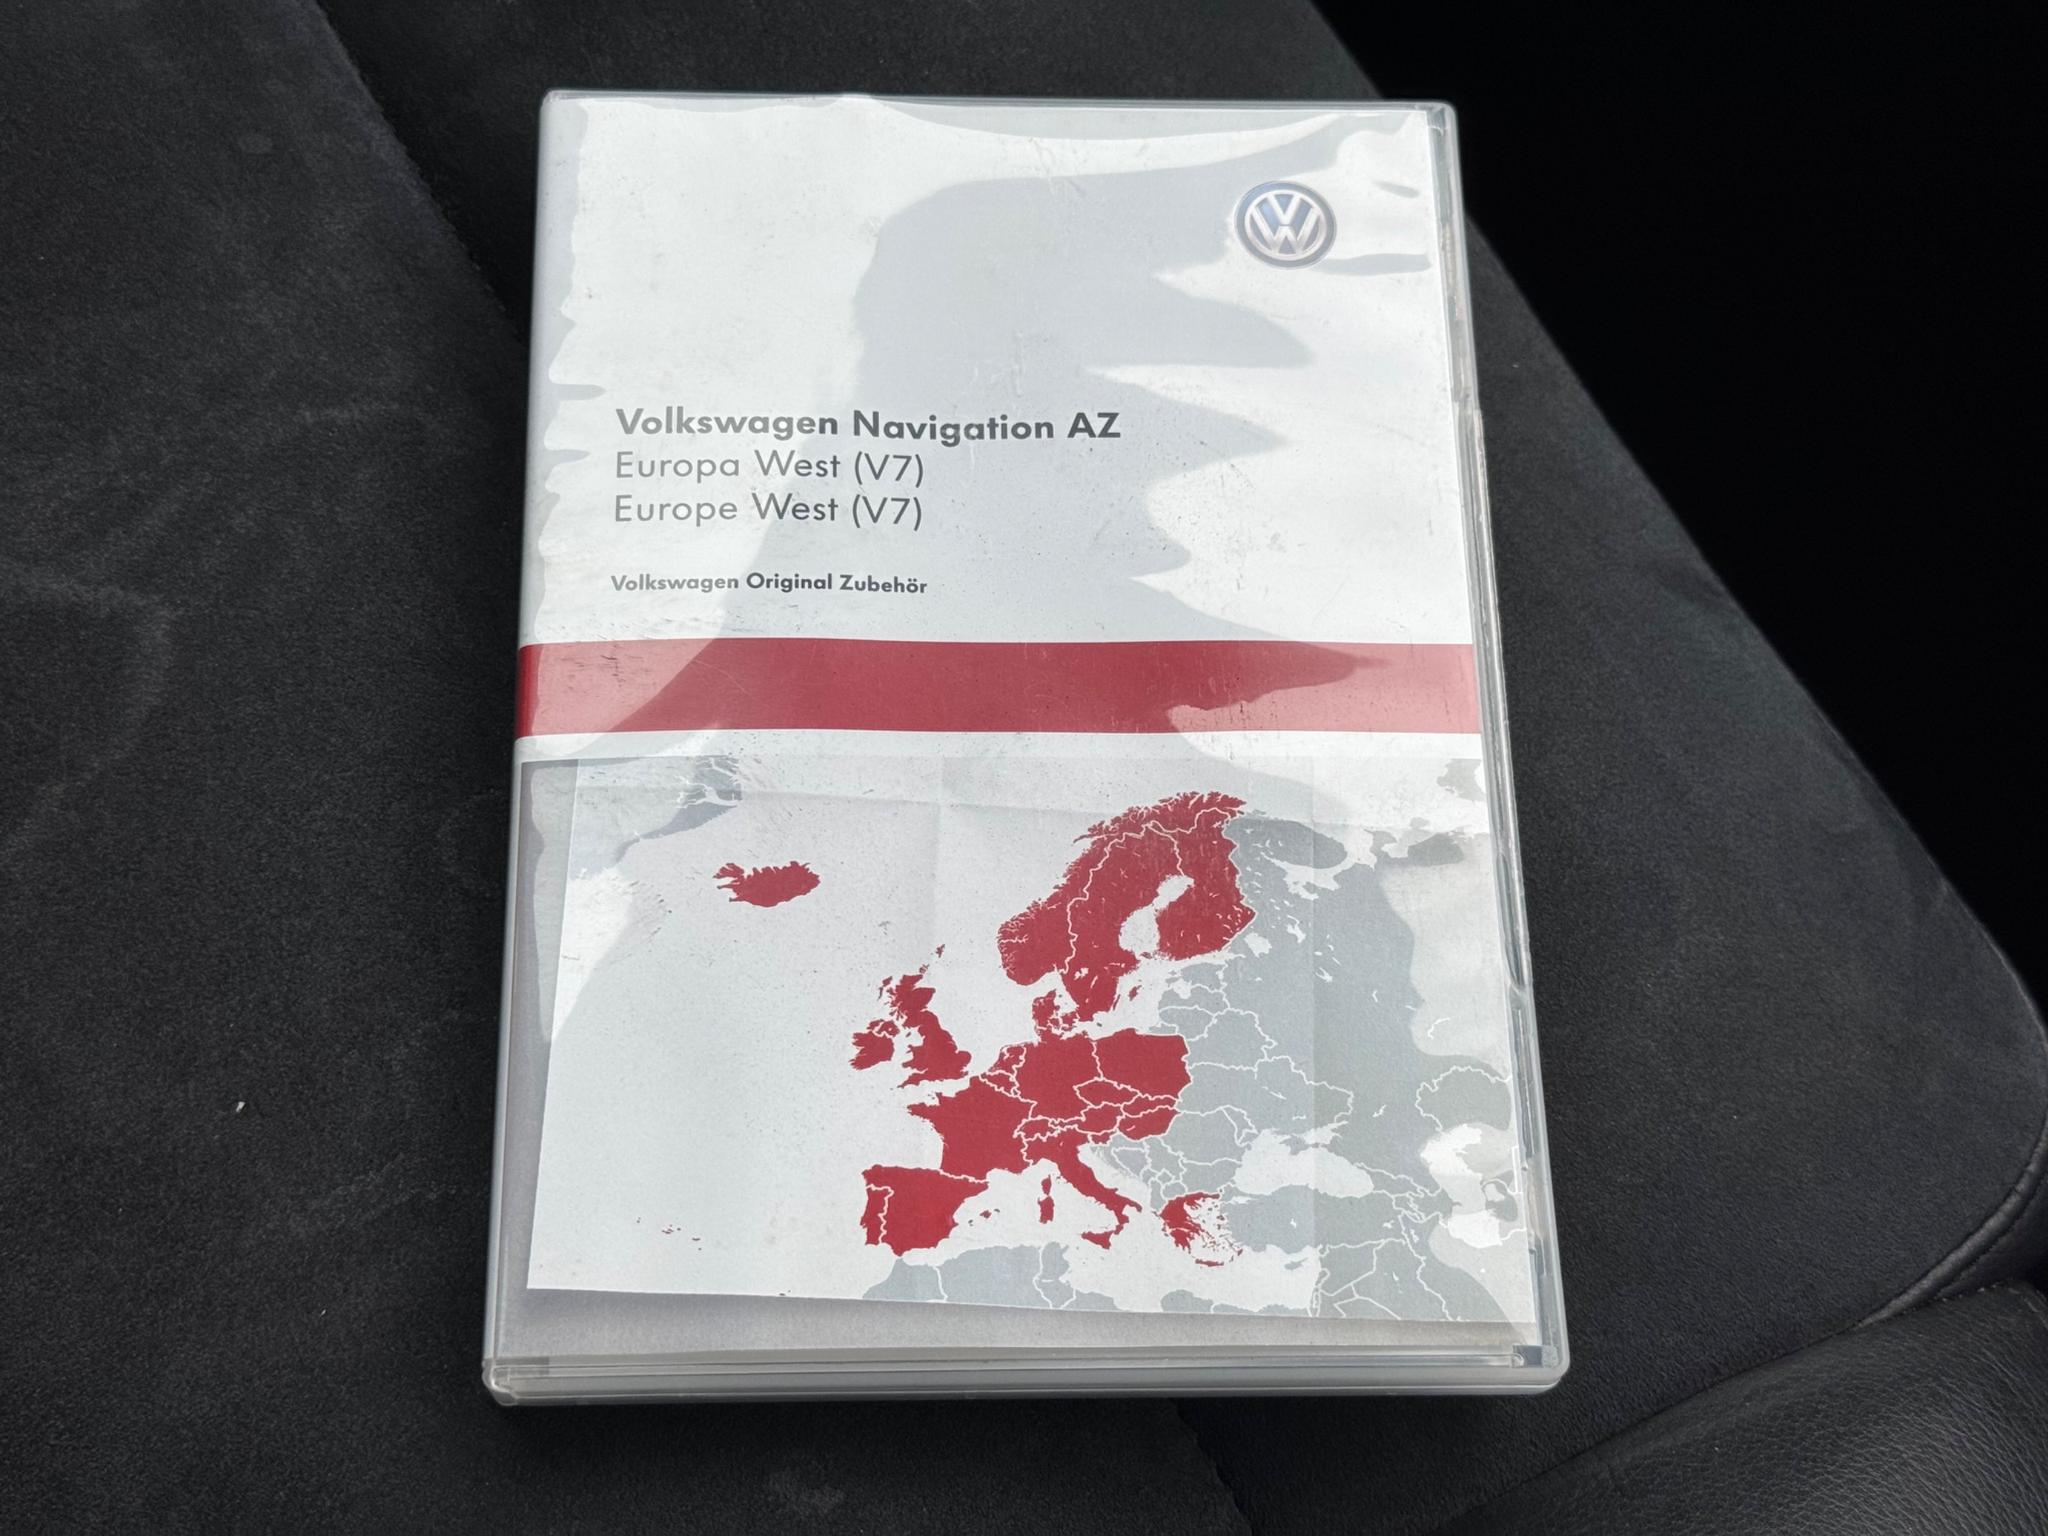 Volkswagen Navigation AZ
Europa West (V7)
Europe West (V7)
Volkswagen Original Zubehör